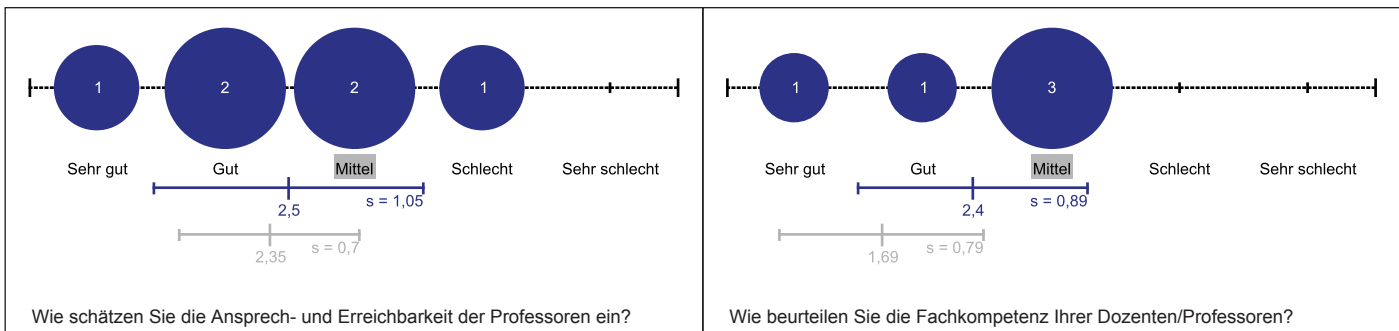 1 2 2 1
Sehr gut Gut Mittel Schlecht Sehr schlecht
s = 1,05
2,5
s = 0,7
2,35
Wie schätzen Sie die Ansprech- und Erreichbarkeit der Professoren ein?
1 1 3
Sehr gut Gut Mittel Schlecht Sehr schlecht
s = 0,89
2,4
s = 0,79
1,69
Wie beurteilen Sie die Fachkompetenz Ihrer Dozenten/Professoren?